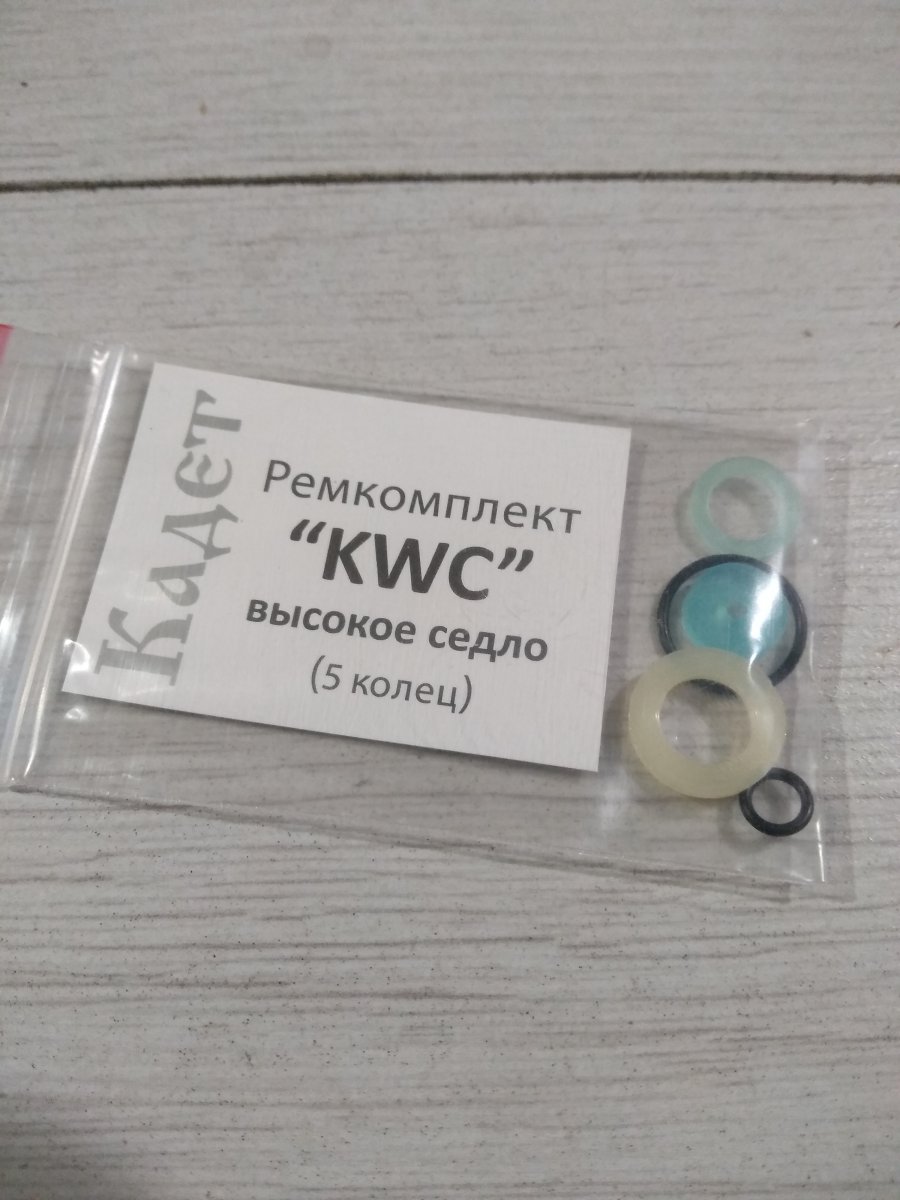 Кадет
Ремкомплект
“KWC”
высокое седло
(5 колец)